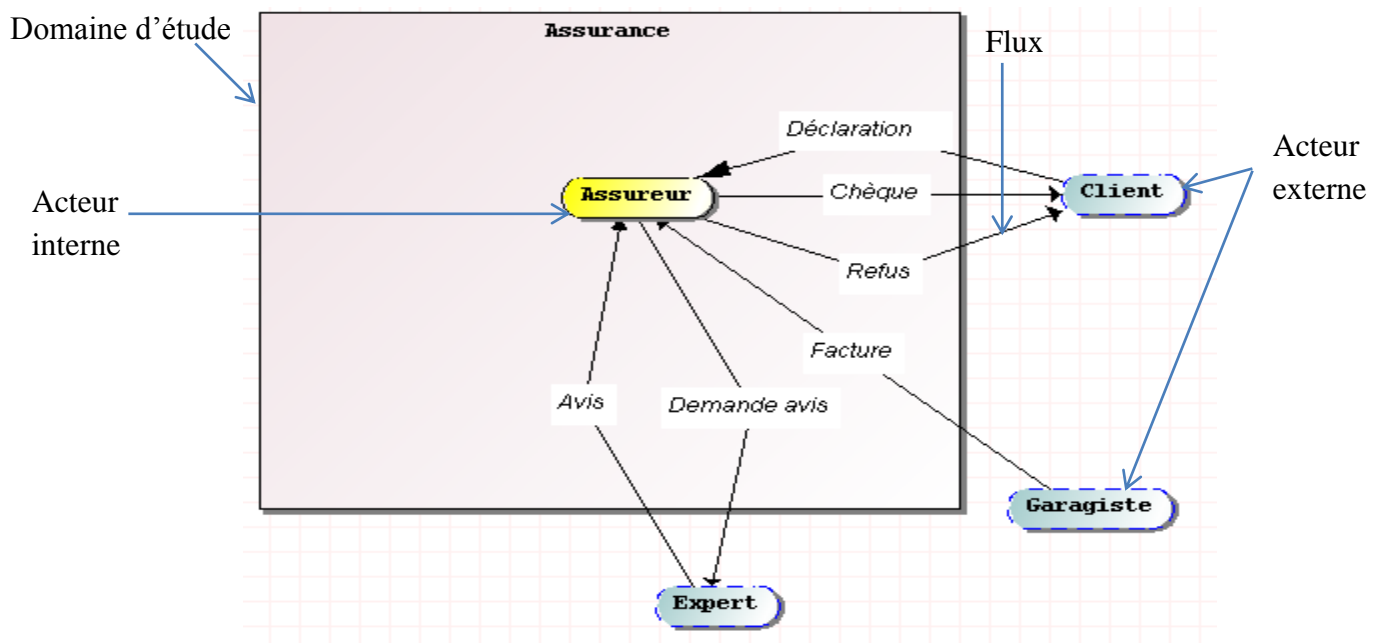 Domaine d'étude
Assurance
Flux
Déclaration
Acteur
externe
Assureur
Chèque
Client
Acteur
interne
Refus
Facture
Avis
Demande avis
Garagiste
Expert